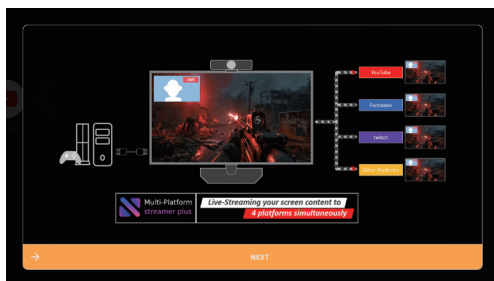 LIVE
YouTube
Facebook
twitch
Other Platforms
Multi-Platform
streamer plus
Live-Streaming your screen content to
4 platforms simultaneously
NEXT